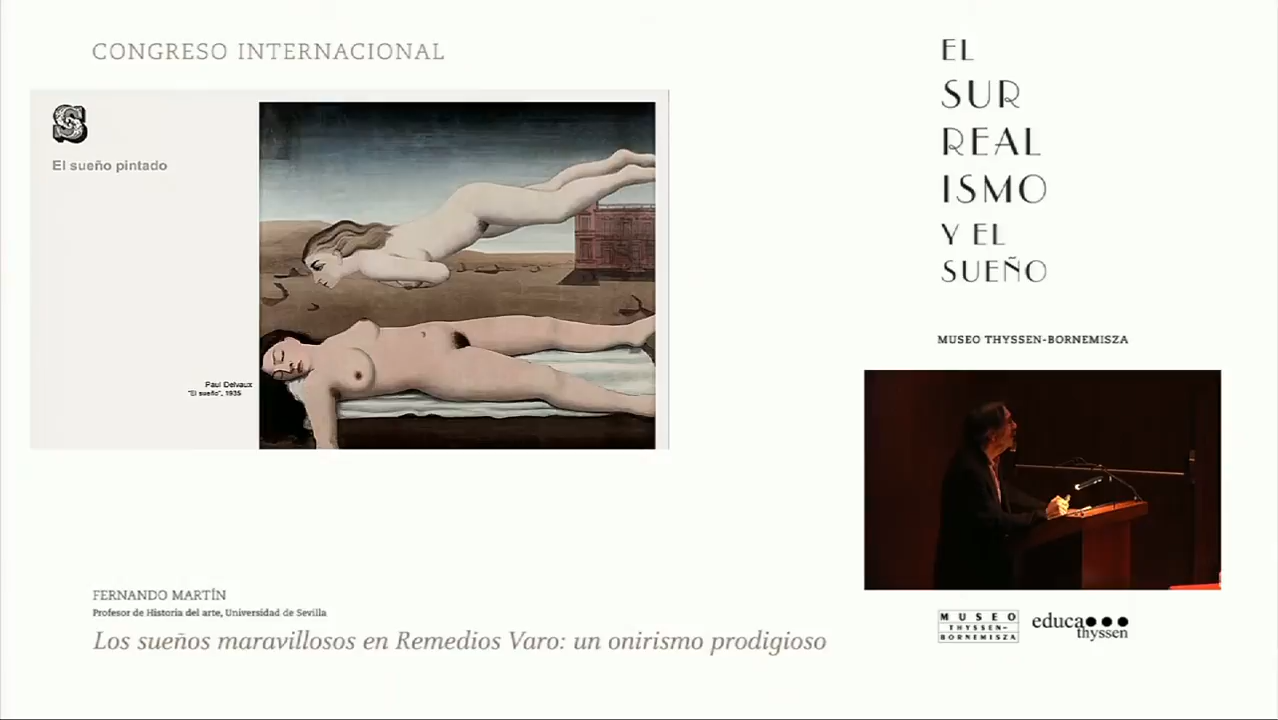 CONGRESO INTERNACIONAL
S
El sueño pintado
Paul Delvaux
"El sueño", 1935
EL
SUR
REAL
ISMO
Y EL
SUEÑO
MUSEO THYSSEN-BORNEMISZA
FERNANDO MARTÍN
Profesor de Historia del arte, Universidad de Sevilla
Los sueños maravillosos en Remedios Varo: un onirismo prodigioso
MUSEO
THYSSEN-
BORNEMISZA
educa
thyssen